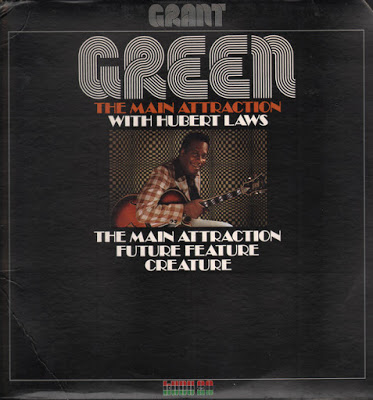 GRANT
GREEN
THE MAIN ATTRACTION
WITH HUBERT LAWS
THE MAIN ATTRACTION
FUTURE FEATURE
CREATURE